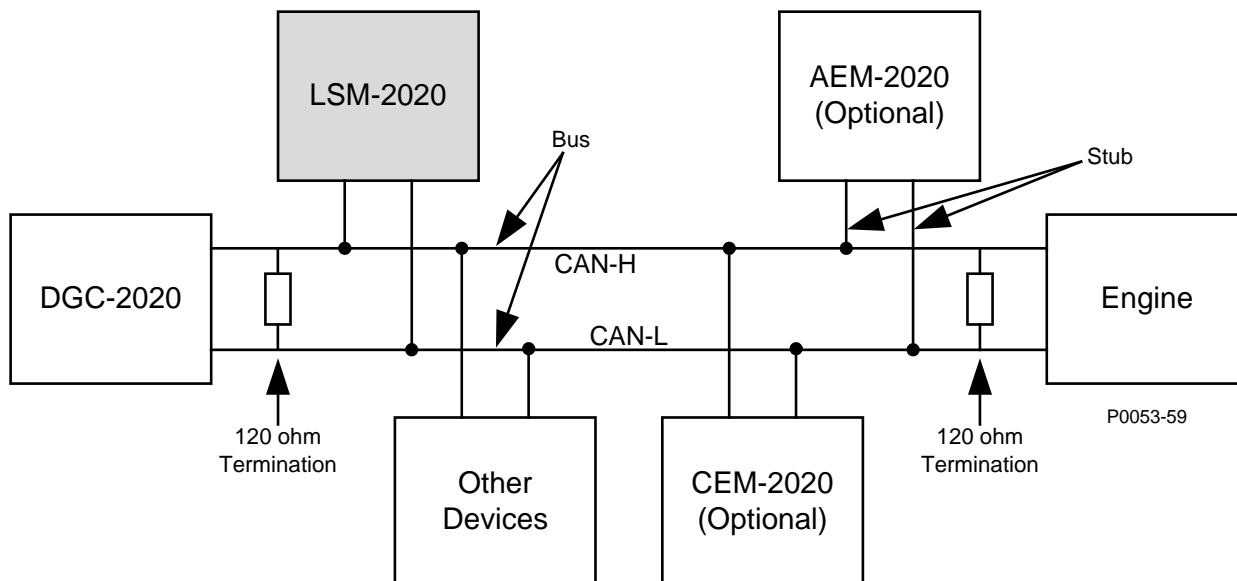 LSM-2020
AEM-2020
(Optional)
Bus
Stub
DGC-2020
CAN-H
CAN-L
Engine
P0053-59
120 ohm
Termination
Other
Devices
CEM-2020
(Optional)
120 ohm
Termination